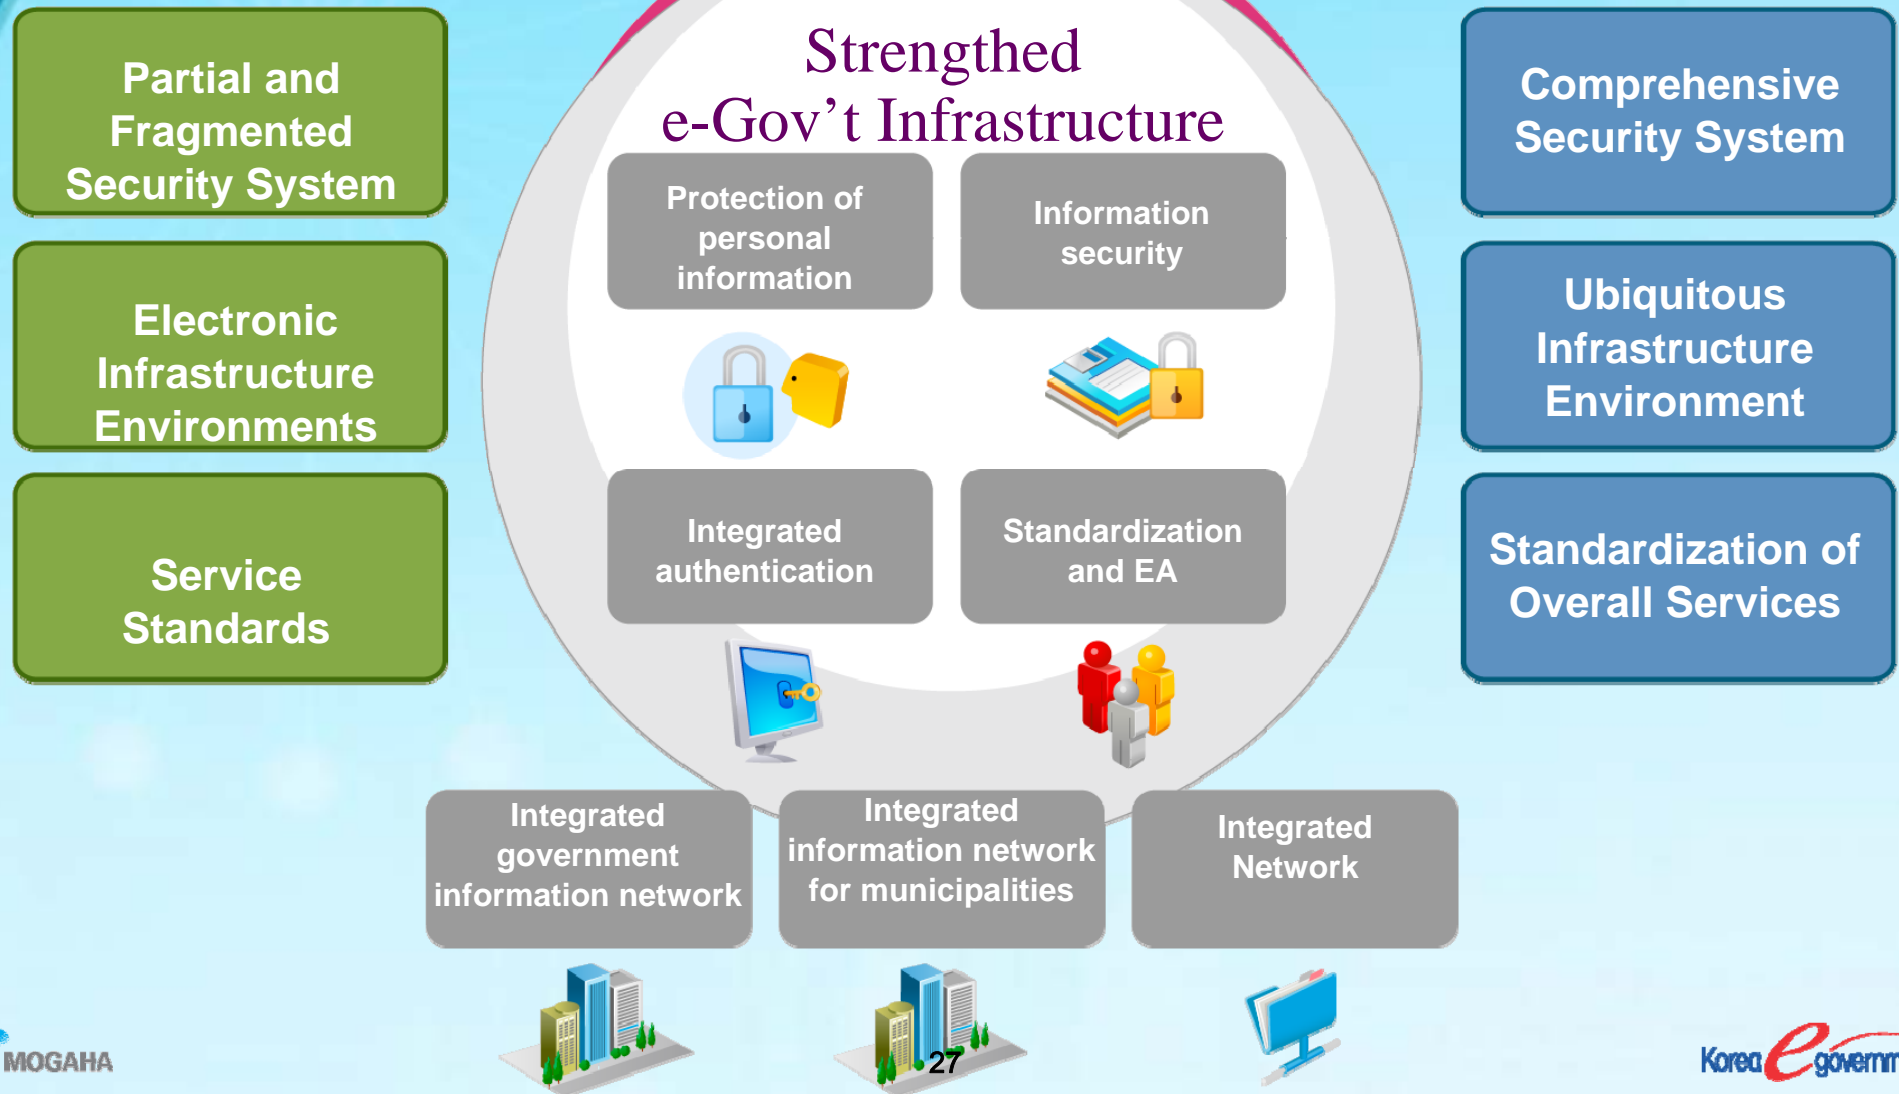 Strengthed
e-Gov’t Infrastructure
Partial and
Fragmented
Security System
Electronic
Infrastructure
Environments
Service
Standards
Protection of
personal
information
Information
security
Integrated
authentication
Standardization
and EA
Comprehensive
Security System
Ubiquitous
Infrastructure
Environment
Standardization of
Overall Services
Integrated
government
information network
Integrated
information network
for municipalities
Integrated
Network
MOGAHA
27
Korea e governm